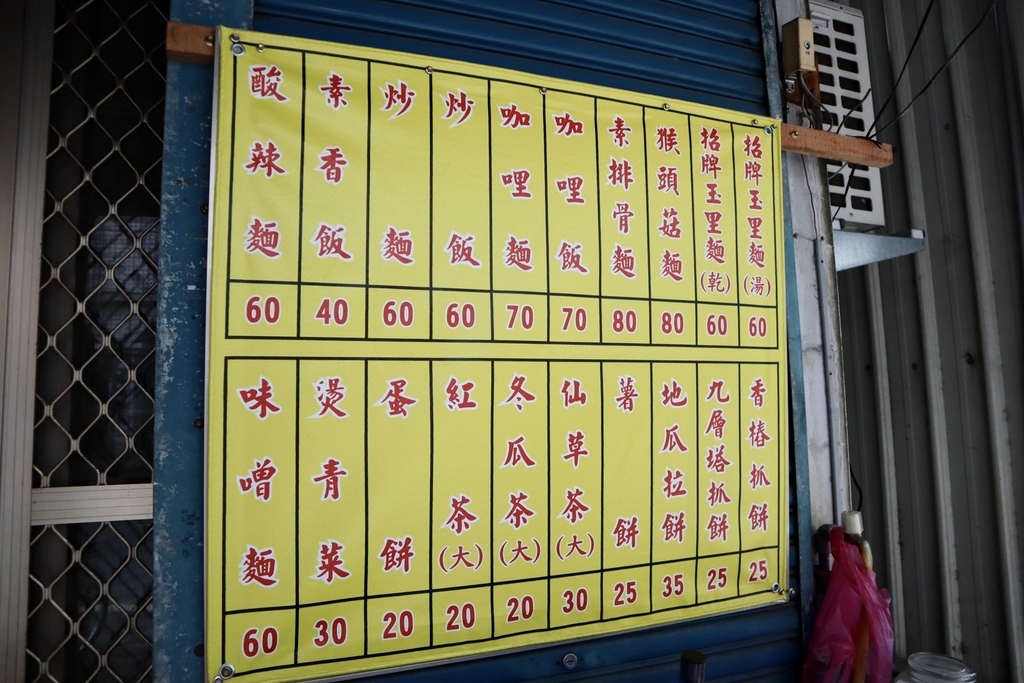 招牌玉里麵(湯) 60
招牌玉里麵(乾) 60
猴頭菇麵 80
素排骨麵 80
咖哩飯 70
咖哩麵 70
炒飯 60
炒麵 60
素香飯 40
酸辣麵 60
香椿抓餅 25
九層塔抓餅 25
地瓜拉餅 35
薯餅 25
仙草茶(大) 30
冬瓜茶(大) 20
紅茶(大) 20
蛋餅 20
燙青菜 30
味噌麵 60